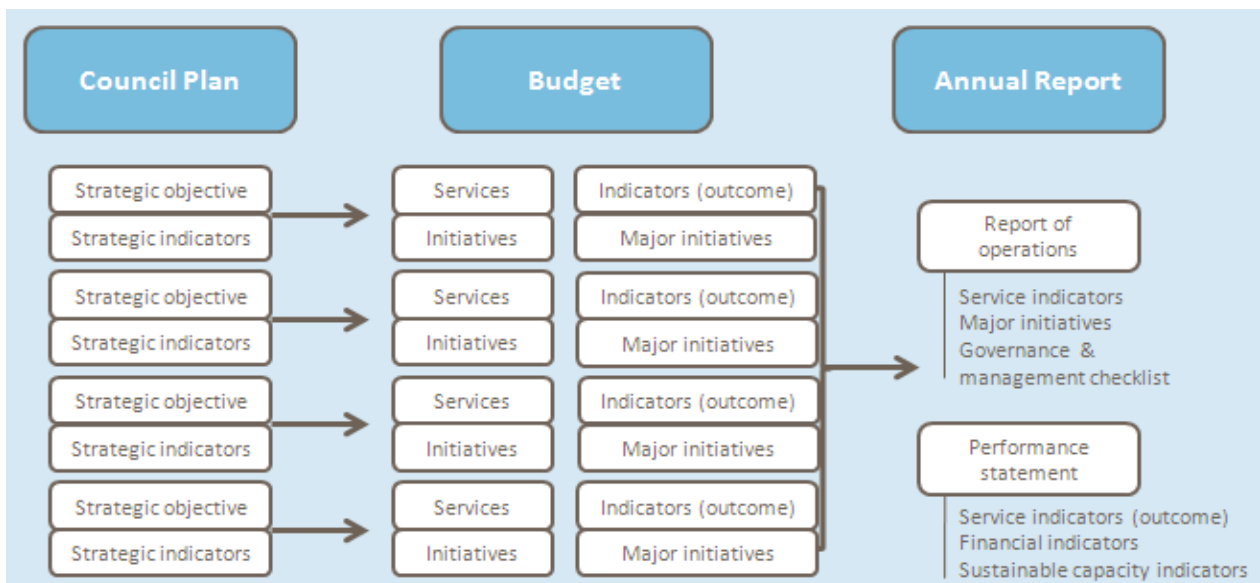 Council Plan
Budget
Annual Report
Strategic objective
Strategic indicators
Services
Initiatives
Indicators (outcome)
Major initiatives
Strategic objective
Strategic indicators
Services
Initiatives
Indicators (outcome)
Major initiatives
Strategic objective
Strategic indicators
Services
Initiatives
Indicators (outcome)
Major initiatives
Strategic objective
Strategic indicators
Services
Initiatives
Indicators (outcome)
Major initiatives
Report of
operations
Service indicators
Major initiatives
Governance &
management checklist
Performance
statement
Service indicators (outcome)
Financial indicators
Sustainable capacity indicators